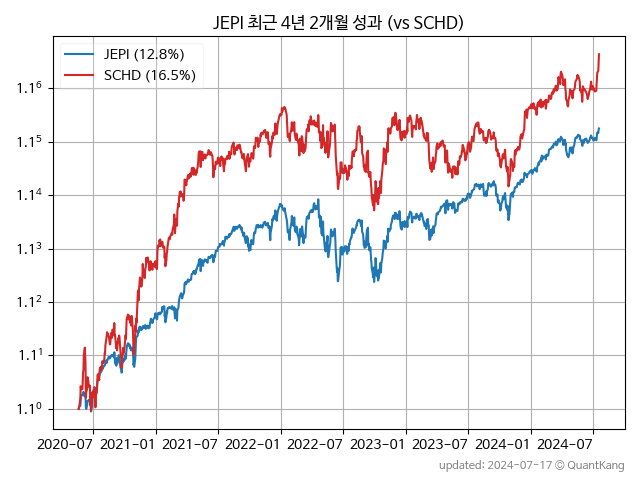 JEPI 최근 4년 2개월 성과 (vs SCHD)
JEPI (12.8%)
SCHD (16.5%)
1.1⁶
1.1⁵
1.1⁴
1.1³
1.1²
1.1¹
1.1⁰
2020-07 2021-01 2021-07 2022-01 2022-07 2023-01 2023-07 2024-01 2024-07
updated: 2024-07-17 © QuantKang